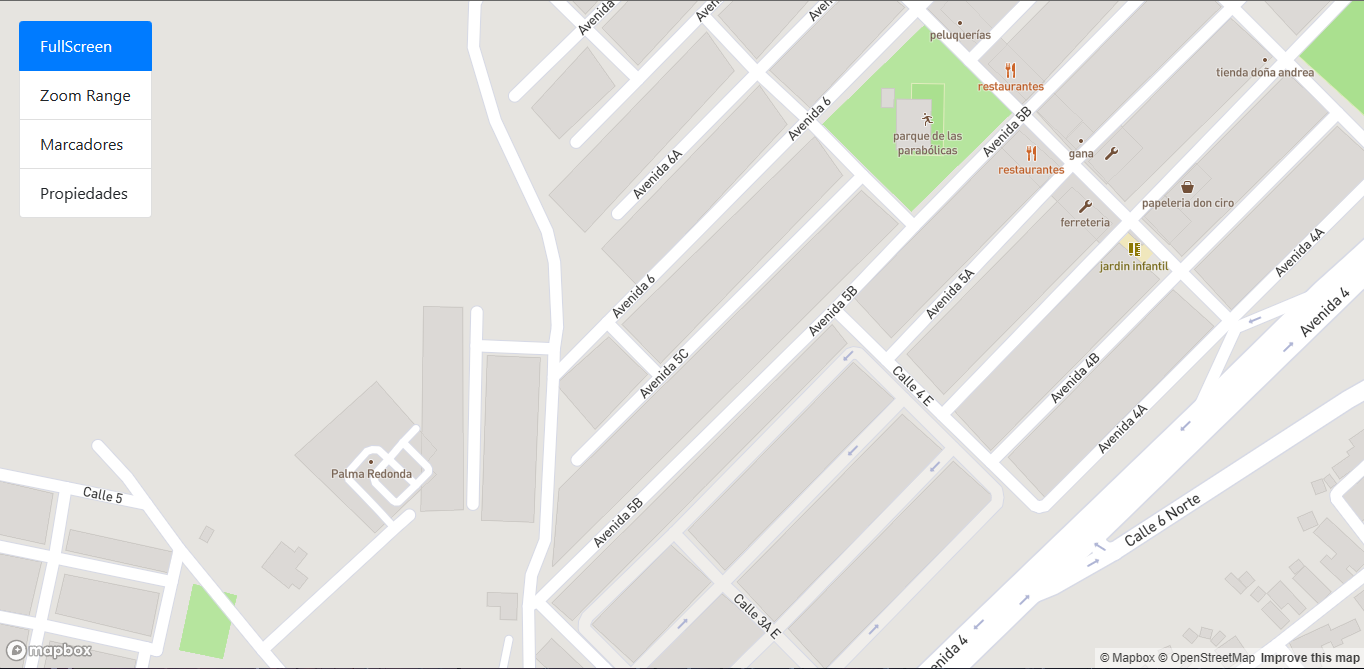 FullScreen
Zoom Range
Marcadores
Propiedades
Avenida
Avenida
Avenida
peluquerías
restaurantes
tienda doña andrea
Avenida 6
parque de las
parabólicas
Avenida 5B
restaurantes
gana
Avenida 6A
papeleria don ciro
ferreteria
jardin infantil
Avenida 4A
Avenida 6
Avenida 5B
Avenida 5A
Avenida 4
Avenida 5C
Calle 4 E
Avenida 4B
Avenida 4A
Palma Redonda
Calle 5
Avenida 5B
Calle 6 Norte
Calle 3A E
enida 4
mapbox
© Mapbox © OpenStreetMap Improve this map